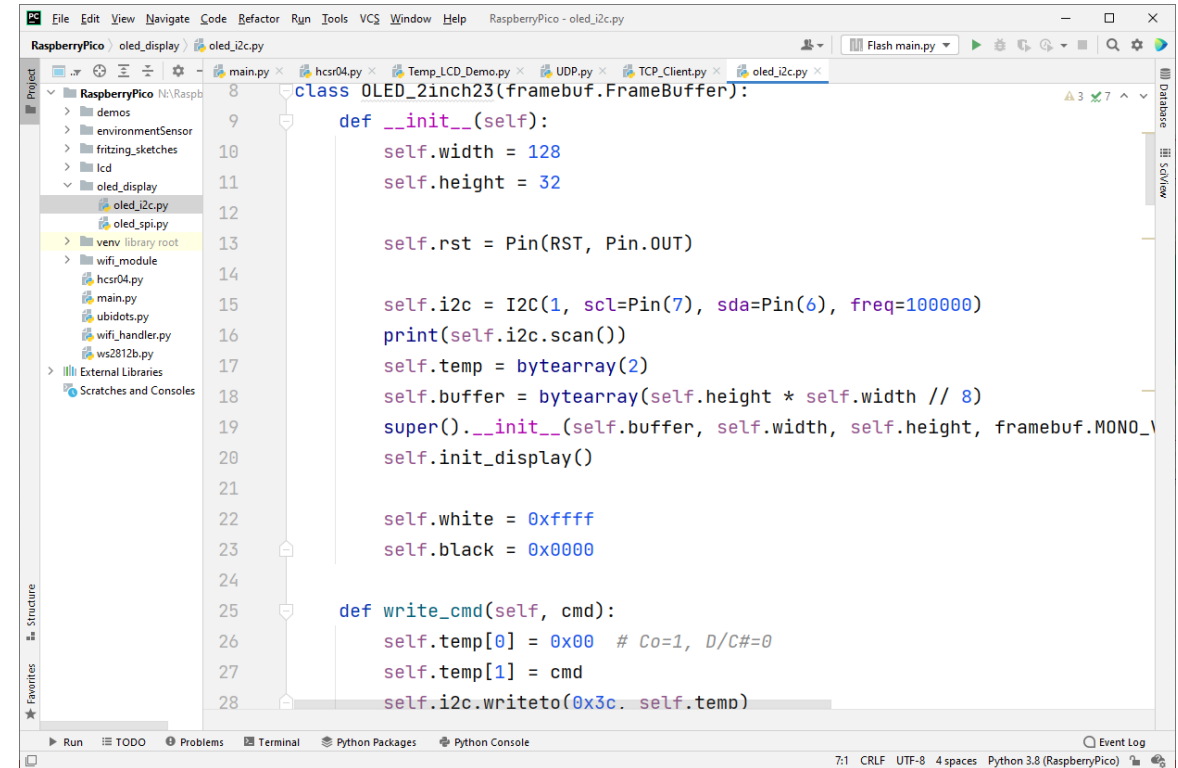 PC File Edit View Navigate Code Refactor Run Tools VCS Window Help RaspberryPico - oled_i2c.py
RaspberryPico oled_display oled_i2c.py Flash main.py
main.py hcsr04.py Temp_LCD_Demo.py UDP.py TCP_Client.py oled_i2c.py
Project
RaspberryPico N:\Raspb
demos
environmentSensor
fritzing_sketches
lcd
oled_display
oled_i2c.py
oled_spi.py
venv library root
wifi_module
hcsr04.py
main.py
ubidots.py
wifi_handler.py
ws2812b.py
External Libraries
Scratches and Consoles
Structure
Favorites
3 7
8 class OLED_2inch23(framebuf.FrameBuffer):
9 def __init__(self):
10 self.width = 128
11 self.height = 32
12
13 self.rst = Pin(RST, Pin.OUT)
14
15 self.i2c = I2C(1, scl=Pin(7), sda=Pin(6), freq=100000)
16 print(self.i2c.scan())
17 self.temp = bytearray(2)
18 self.buffer = bytearray(self.height * self.width // 8)
19 super().__init__(self.buffer, self.width, self.height, framebuf.MONO_V
20 self.init_display()
21
22 self.white = 0xffff
23 self.black = 0x0000
24
25 def write_cmd(self, cmd):
26 self.temp[0] = 0x00 # Co=1, D/C#=0
27 self.temp[1] = cmd
28 self.i2c.writeto(0x3c, self.temp)
Database
SciView
Run TODO Problems Terminal Python Packages Python Console Event Log
7:1 CRLF UTF-8 4 spaces Python 3.8 (RaspberryPico)